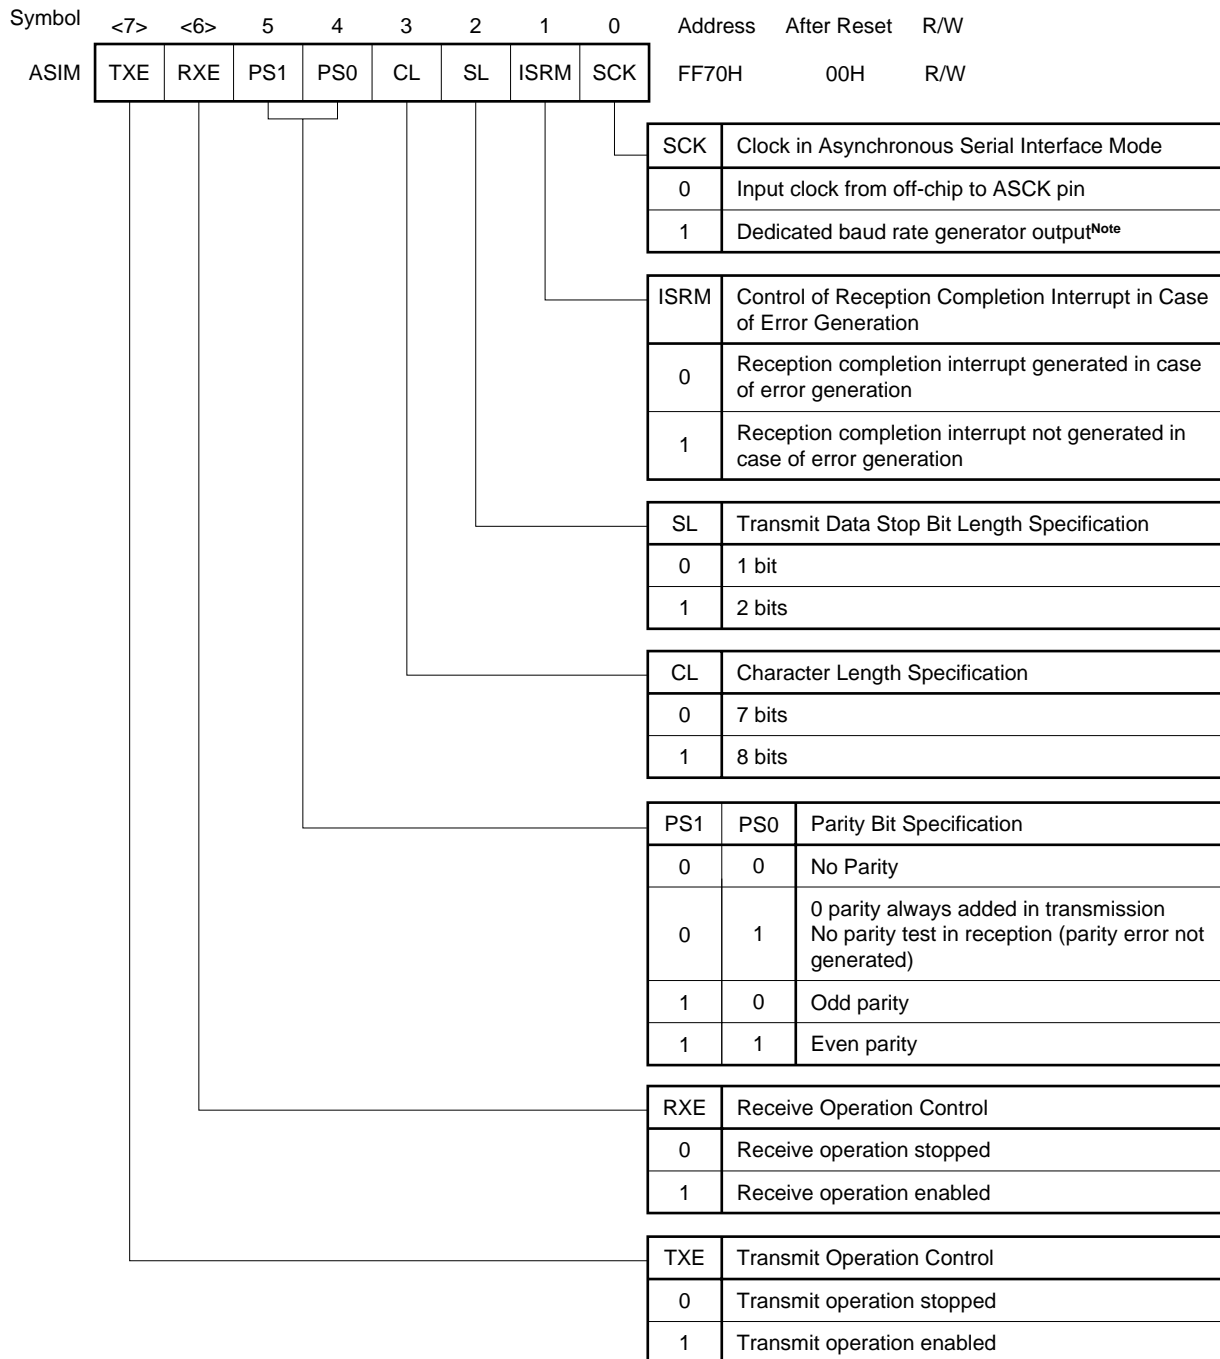 Symbol <7> <6> 5 4 3 2 1 0 Address After Reset R/W
ASIM TXE RXE PS1 PS0 CL SL ISRM SCK FF70H 00H R/W
SCK Clock in Asynchronous Serial Interface Mode
0 Input clock from off-chip to ASCK pin
1 Dedicated baud rate generator outputNote
ISRM Control of Reception Completion Interrupt in Case
of Error Generation
0 Reception completion interrupt generated in case
of error generation
1 Reception completion interrupt not generated in
case of error generation
SL Transmit Data Stop Bit Length Specification
0 1 bit
1 2 bits
CL Character Length Specification
0 7 bits
1 8 bits
PS1 PS0 Parity Bit Specification
0 0 No Parity
0 1 0 parity always added in transmission
No parity test in reception (parity error not
generated)
1 0 Odd parity
1 1 Even parity
RXE Receive Operation Control
0 Receive operation stopped
1 Receive operation enabled
TXE Transmit Operation Control
0 Transmit operation stopped
1 Transmit operation enabled